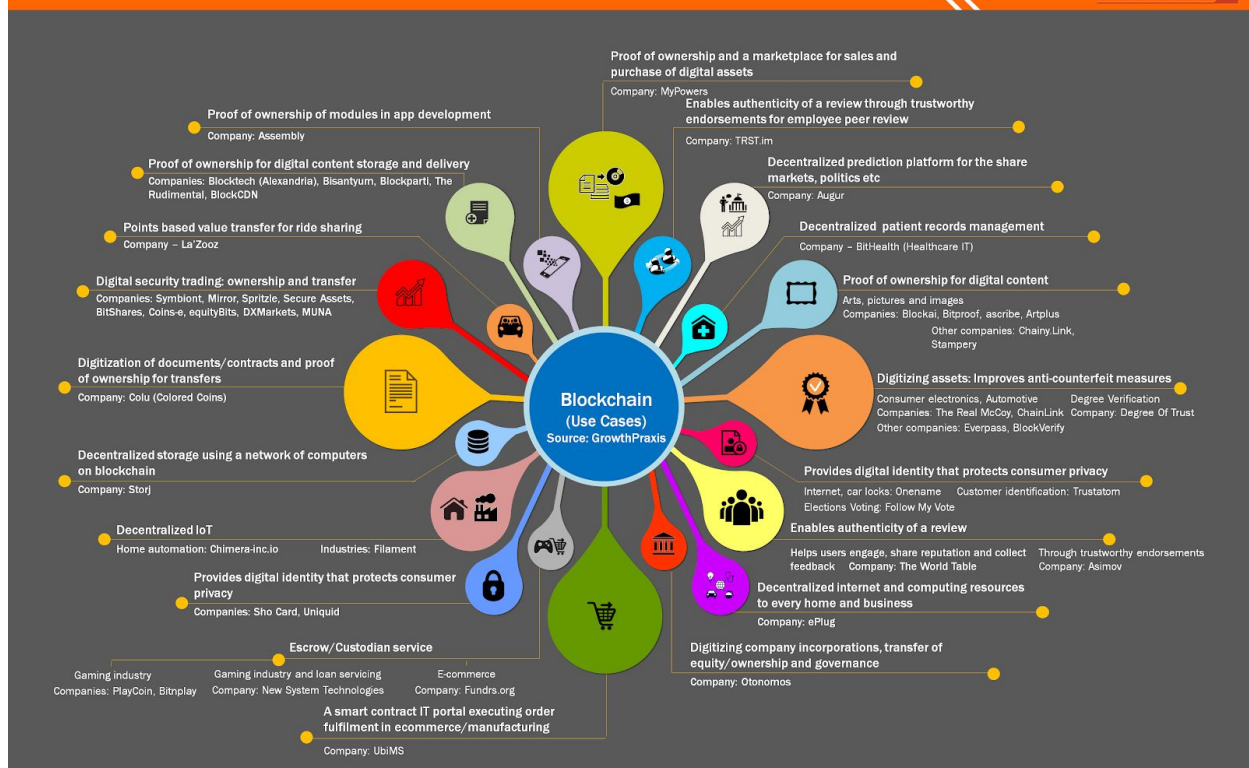 Proof of ownership and a marketplace for sales and
purchase of digital assets
Company: MyPowers
Enables authenticity of a review through trustworthy
endorsements for employee peer review
Company: TRST.im
Decentralized prediction platform for the share
markets, politics etc
Company: Augur
Decentralized patient records management
Company – BitHealth (Healthcare IT)
Proof of ownership for digital content
Arts, pictures and images
Companies: Blockai, Bitproof, ascribe, Artplus
Other companies: Chainy.Link,
Stampery
Digitizing assets: Improves anti-counterfeit measures
Consumer electronics, Automotive
Companies: The Real McCoy, ChainLink
Other companies: Everpass, BlockVerify
Degree Verification
Company: Degree Of Trust
Provides digital identity that protects consumer privacy
Internet, car locks: Onename
Customer identification: Trustatom
Elections Voting: Follow My Vote
Enables authenticity of a review
Helps users engage, share reputation and collect
feedback Company: The World Table
Through trustworthy endorsements
Company: Asimov
Decentralized internet and computing resources
to every home and business
Company: ePlug
Digitizing company incorporations, transfer of
equity/ownership and governance
Company: Otonomos
A smart contract IT portal executing order
fulfilment in ecommerce/manufacturing
Company: UbiMS
Escrow/Custodian service
Gaming industry
Companies: PlayCoin, Bitnplay
Gaming industry and loan servicing
Company: New System Technologies
E-commerce
Company: Fundrs.org
Provides digital identity that protects consumer
privacy
Companies: Sho Card, Uniquid
Decentralized IoT
Home automation: Chimera-inc.io
Industries: Filament
Decentralized storage using a network of computers
on blockchain
Company: Storj
Digitization of documents/contracts and proof
of ownership for transfers
Company: Colu (Colored Coins)
Digital security trading: ownership and transfer
Companies: Symbiont, Mirror, Spritzle, Secure Assets,
BitShares, Coins-e, equityBits, DXMarkets, MUNA
Points based value transfer for ride sharing
Company – La'Zooz
Proof of ownership for digital content storage and delivery
Companies: Blocktech (Alexandria), Bisantyum, Blockparti, The
Rudimental, BlockCDN
Proof of ownership of modules in app development
Company: Assembly
Blockchain
(Use Cases)
Source: GrowthPraxis